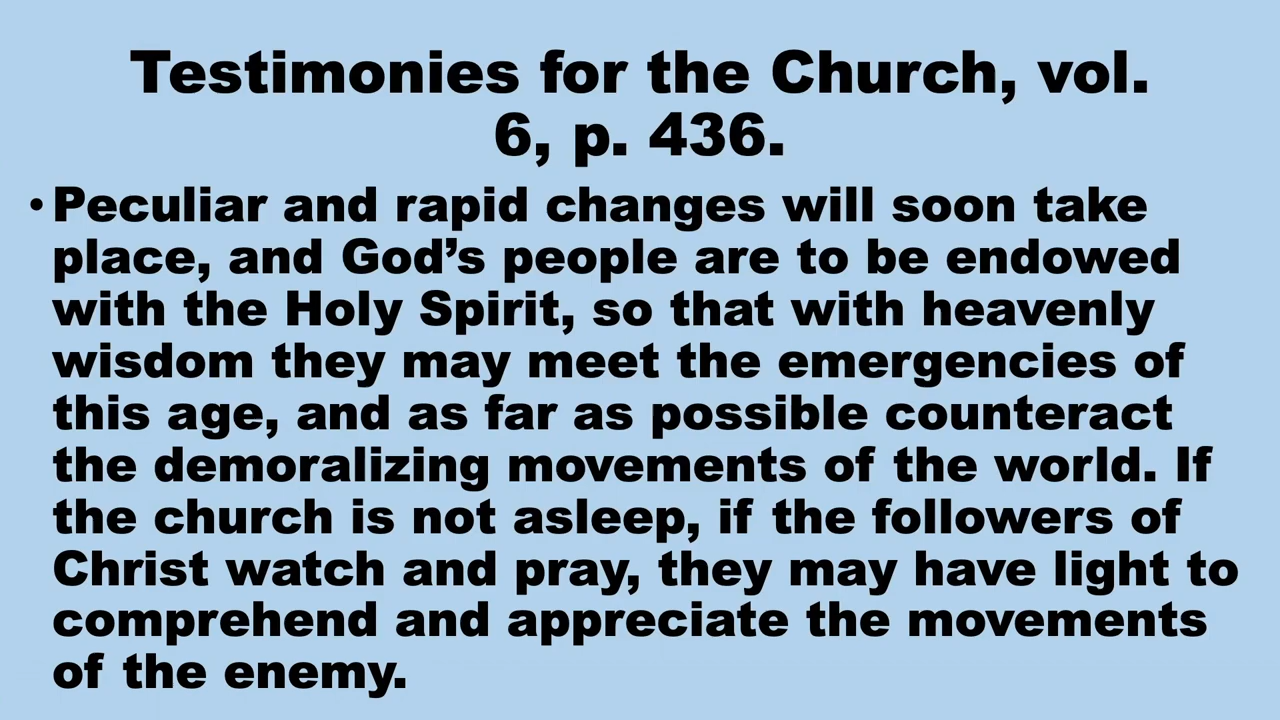 Testimonies for the Church, vol.
6, p. 436.
• Peculiar and rapid changes will soon take
place, and God’s people are to be endowed
with the Holy Spirit, so that with heavenly
wisdom they may meet the emergencies of
this age, and as far as possible counteract
the demoralizing movements of the world. If
the church is not asleep, if the followers of
Christ watch and pray, they may have light to
comprehend and appreciate the movements
of the enemy.